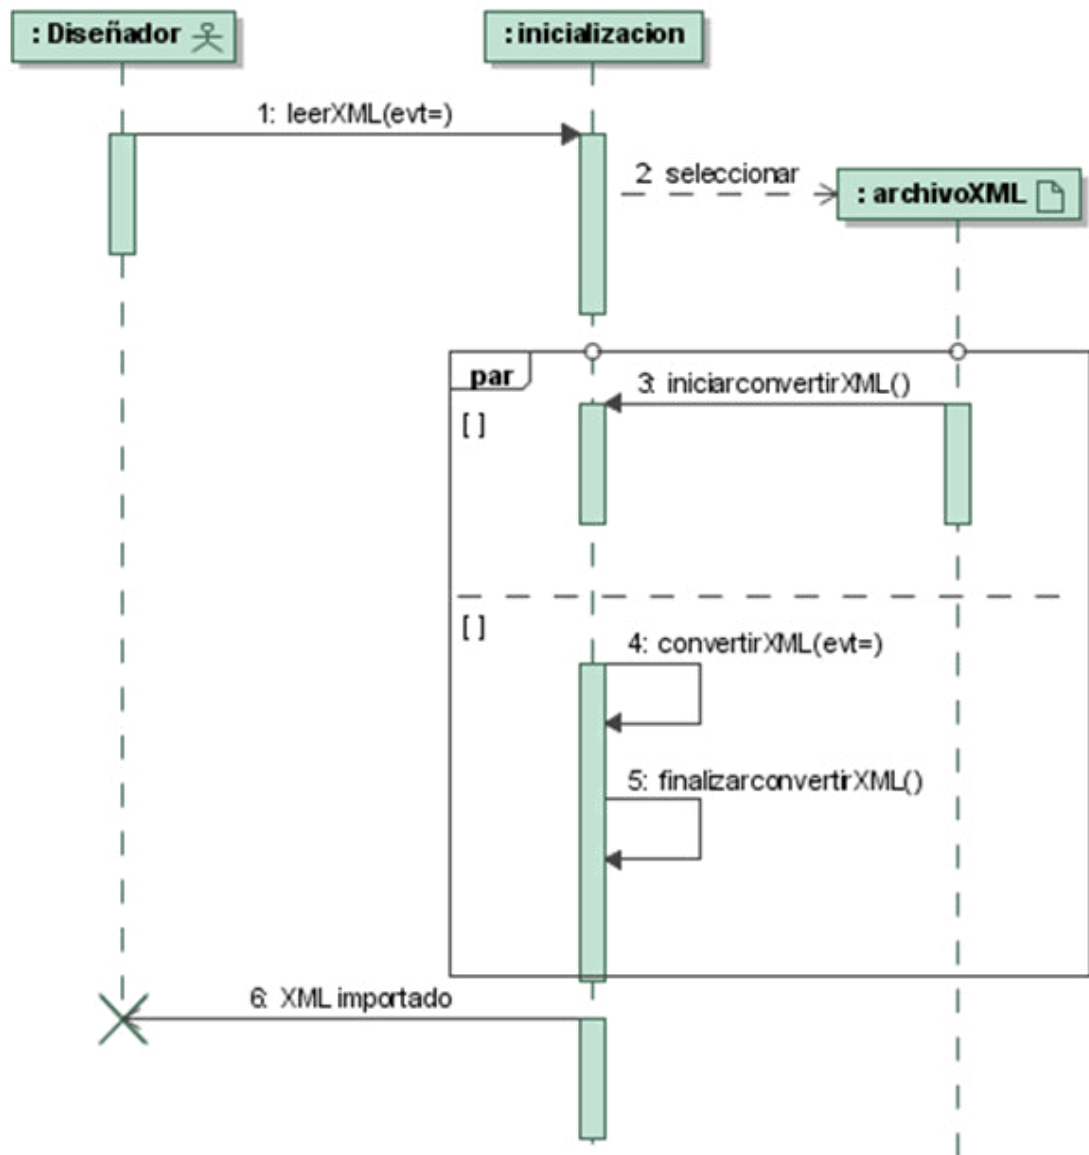 : Diseñador
: inicializacion
1: leerXML(evt=)
2: seleccionar
: archivoXML
par
3: iniciarconvertirXML()
[ ]
[ ]
4: convertirXML(evt=)
5: finalizarconvertirXML()
6: XML importado